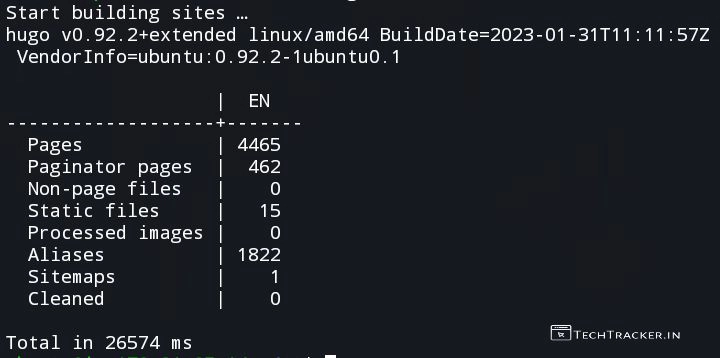 Start building sites …
hugo v0.92.2+extended linux/amd64 BuildDate=2023-01-31T11:11:57Z
VendorInfo=ubuntu:0.92.2-1ubuntu0.1
| EN
-------------------+-------
Pages | 4465
Paginator pages | 462
Non-page files | 0
Static files | 15
Processed images | 0
Aliases | 1822
Sitemaps | 1
Cleaned | 0
Total in 26574 ms
TECHTRACKER.IN